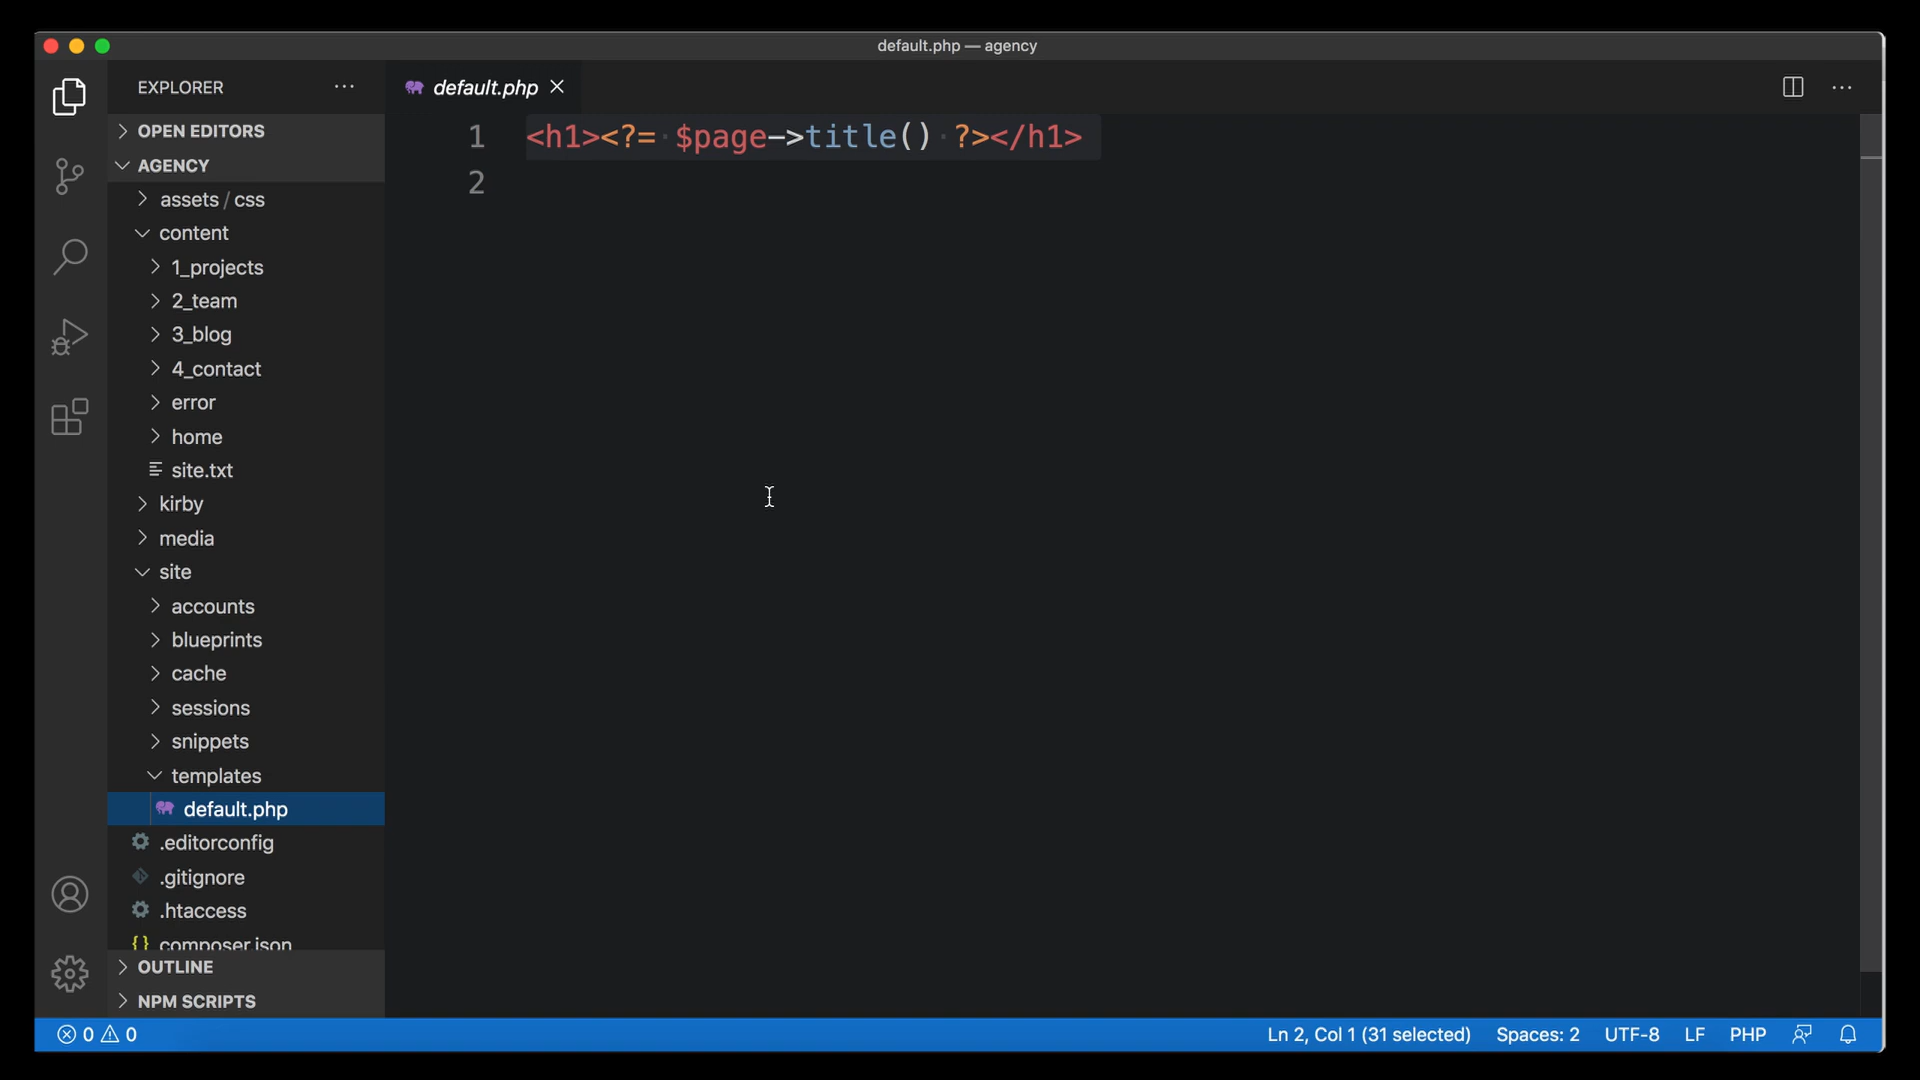 default.php — agency
EXPLORER
OPEN EDITORS
AGENCY
assets / css
content
1_projects
2_team
3_blog
4_contact
error
home
site.txt
kirby
media
site
accounts
blueprints
cache
sessions
snippets
templates
default.php
.editorconfig
.gitignore
.htaccess
{} composer.json
OUTLINE
NPM SCRIPTS
default.php
1 <h1><?= $page->title() ?></h1>
2
0 0
Ln 2, Col 1 (31 selected) Spaces: 2 UTF-8 LF PHP